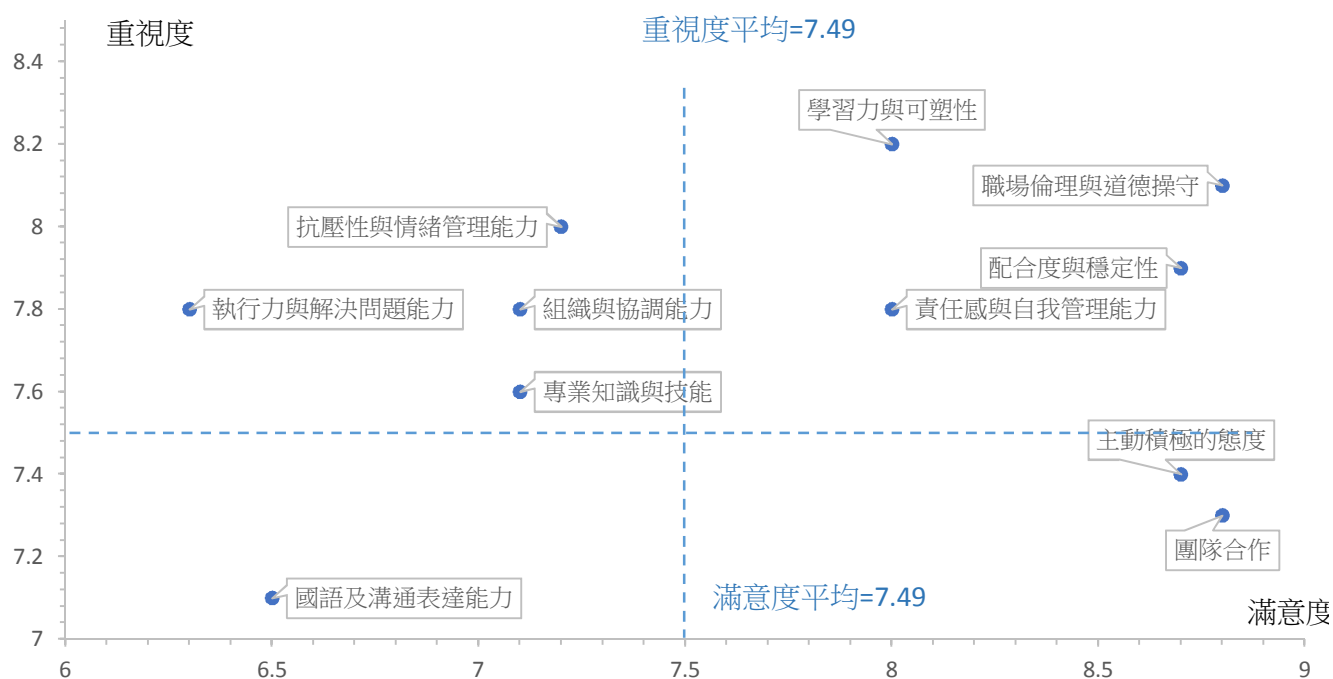 重視度
重視度平均=7.49
8.4
學習力與可塑性
8.2
職場倫理與道德操守
抗壓性與情緒管理能力
8
配合度與穩定性
執行力與解決問題能力
組織與協調能力
責任感與自我管理能力
7.8
專業知識與技能
7.6
主動積極的態度
7.4
團隊合作
7.2
國語及溝通表達能力
滿意度平均=7.49
滿意度
7
6
6.5
7
7.5
8
8.5
9